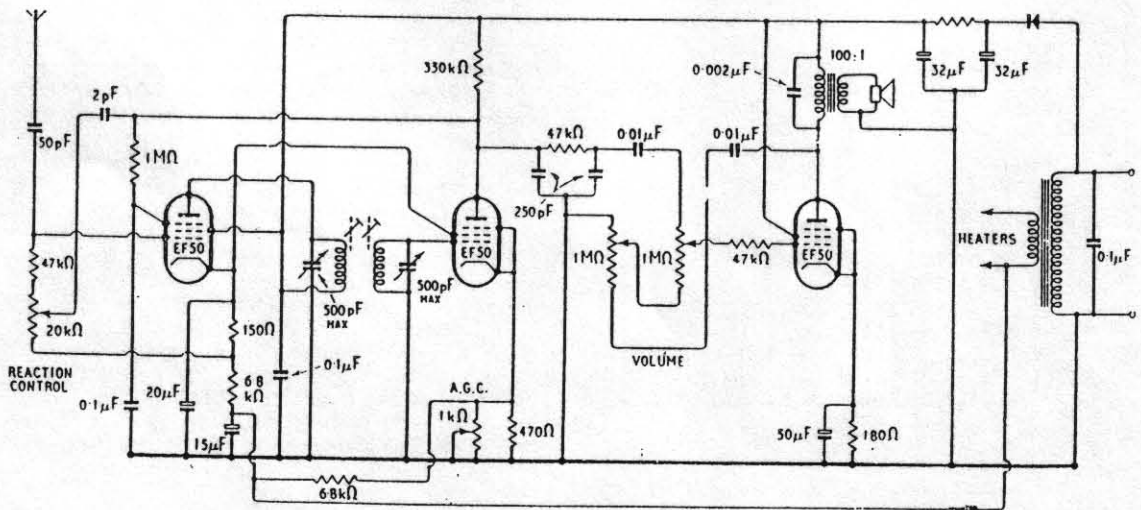 100:1
330kΩ
0·002μF
32μF
32μF
2pF
50pF
47kΩ
0·01μF
0·01μF
1MΩ
250pF
EF50
EF50
EF50
HEATERS
0·1μF
47kΩ
1MΩ
1MΩ
47kΩ
500pF
MAX
500pF
MAX
20kΩ
150Ω
VOLUME
REACTION
CONTROL
0·1μF
6·8
kΩ
A.G.C.
0·1μF
20μF
1kΩ
15μF
470Ω
50μF
180Ω
6·8kΩ